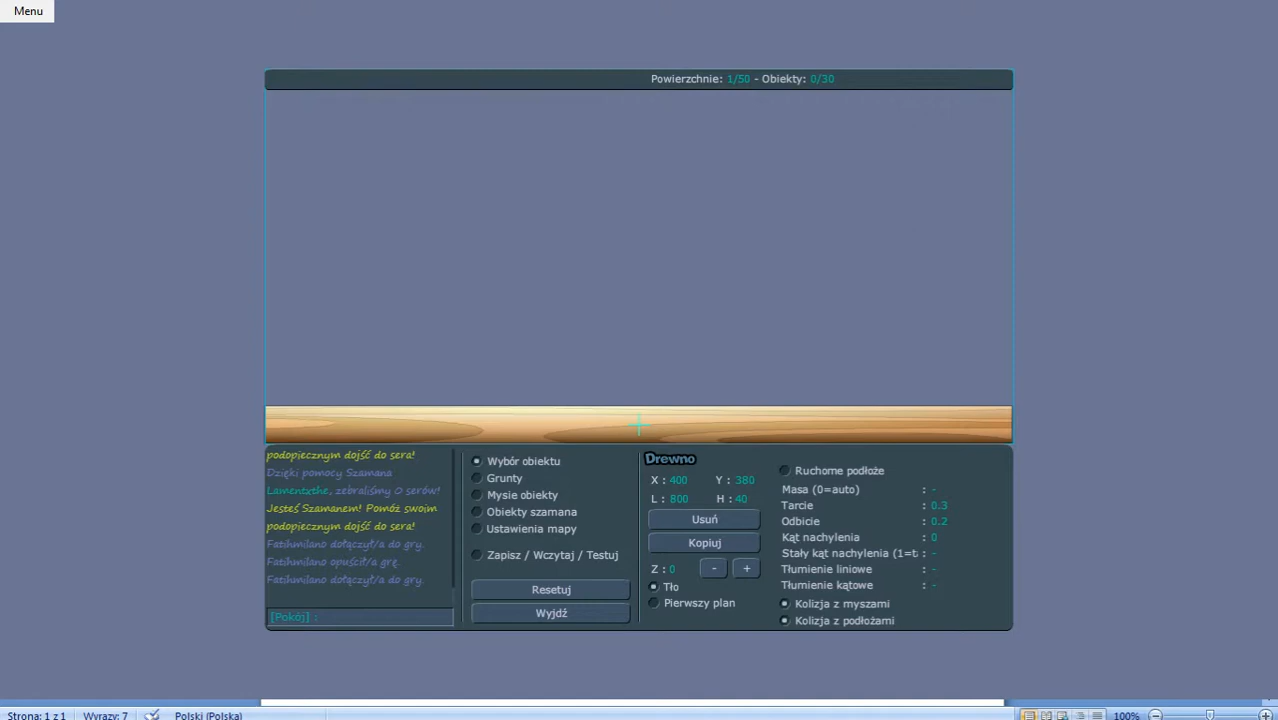 Menu
Powierzchnie: 1/50 - Obiekty: 0/30
podopiecznym dojść do sera!
Dzięki pomocy Szamana
Lamentxthe, zebraliśmy 0 serów!
Jesteś Szamanem! Pomóż swoim
podopiecznym dojść do sera!
Fatihmilano dołączył/a do gry.
Fatihmilano opuścił/a grę.
Fatihmilano dołączył/a do gry.
[Pokój] :
Wybór obiektu
Grunty
Mysie obiekty
Obiekty szamana
Ustawienia mapy
Zapisz / Wczytaj / Testuj
Resetuj
Wyjdź
Drewno
X : 400 Y : 380
L : 800 H : 40
Usuń
Kopiuj
Z : 0 - +
Tło
Pierwszy plan
Ruchome podłoże
Masa (0=auto) : -
Tarcie : 0.3
Odbicie : 0.2
Kąt nachylenia : 0
Stały kąt nachylenia (1=t: : -
Tłumienie liniowe : -
Tłumienie kątowe : -
Kolizja z myszami
Kolizja z podłożami
Strona: 1 z 1 Wyrazy: 7 Polski (Polska) 100%